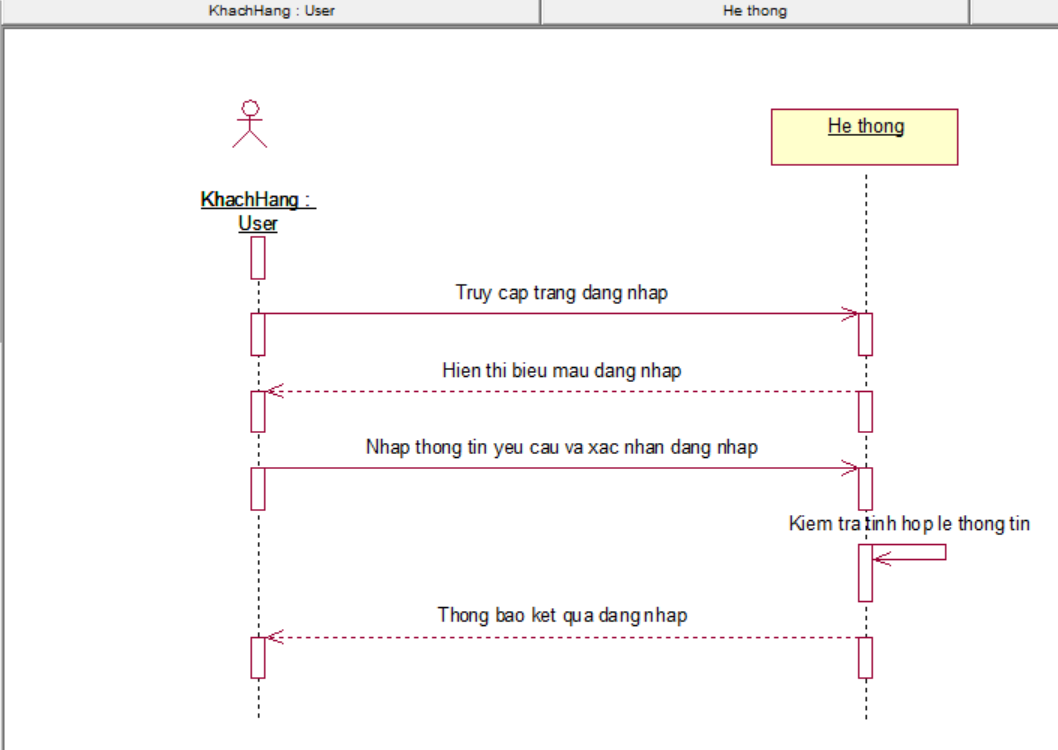 KhachHang : User
He thong
He thong
KhachHang :
User
Truy cap trang dang nhap
Hien thi bieu mau dang nhap
Nhap thong tin yeu cau va xac nhan dang nhap
Kiem tra tinh hop le thong tin
Thong bao ket qua dang nhap